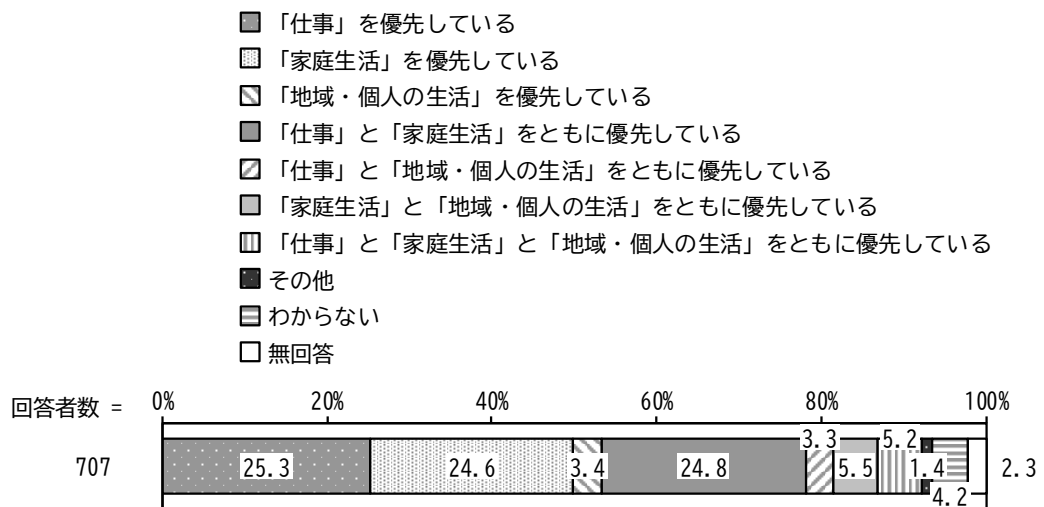 「仕事」を優先している
「家庭生活」を優先している
「地域・個人の生活」を優先している
「仕事」と「家庭生活」をともに優先している
「仕事」と「地域・個人の生活」をともに優先している
「家庭生活」と「地域・個人の生活」をともに優先している
「仕事」と「家庭生活」と「地域・個人の生活」をともに優先している
その他
わからない
無回答
回答者数 = 0% 20% 40% 60% 80% 100%
707 25.3 24.6 3.4 24.8 3.3 5.5 5.2 1.4 4.2 2.3